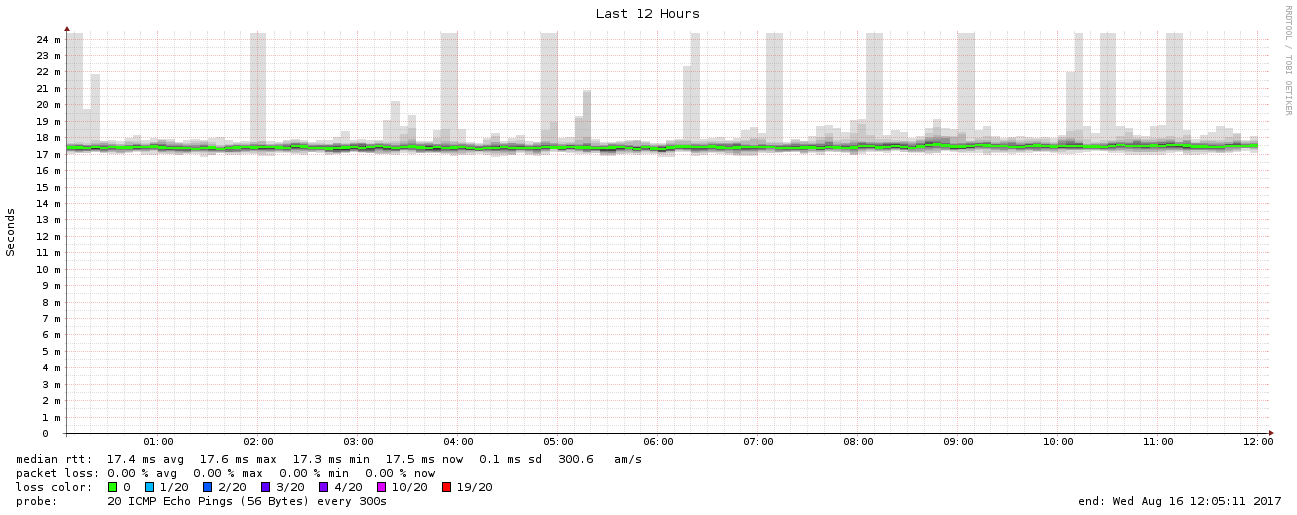 Last 12 Hours
RRDTOOL / TOBI OETIKER
Seconds
24 m
23 m
22 m
21 m
20 m
19 m
18 m
17 m
16 m
15 m
14 m
13 m
12 m
11 m
10 m
9 m
8 m
7 m
6 m
5 m
4 m
3 m
2 m
1 m
0
01:00 02:00 03:00 04:00 05:00 06:00 07:00 08:00 09:00 10:00 11:00 12:00
median rtt: 17.4 ms avg 17.6 ms max 17.3 ms min 17.5 ms now 0.1 ms sd 300.6 am/s
packet loss: 0.00 % avg 0.00 % max 0.00 % min 0.00 % now
loss color: 0 1/20 2/20 3/20 4/20 10/20 19/20
probe: 20 ICMP Echo Pings (56 Bytes) every 300s end: Wed Aug 16 12:05:11 2017